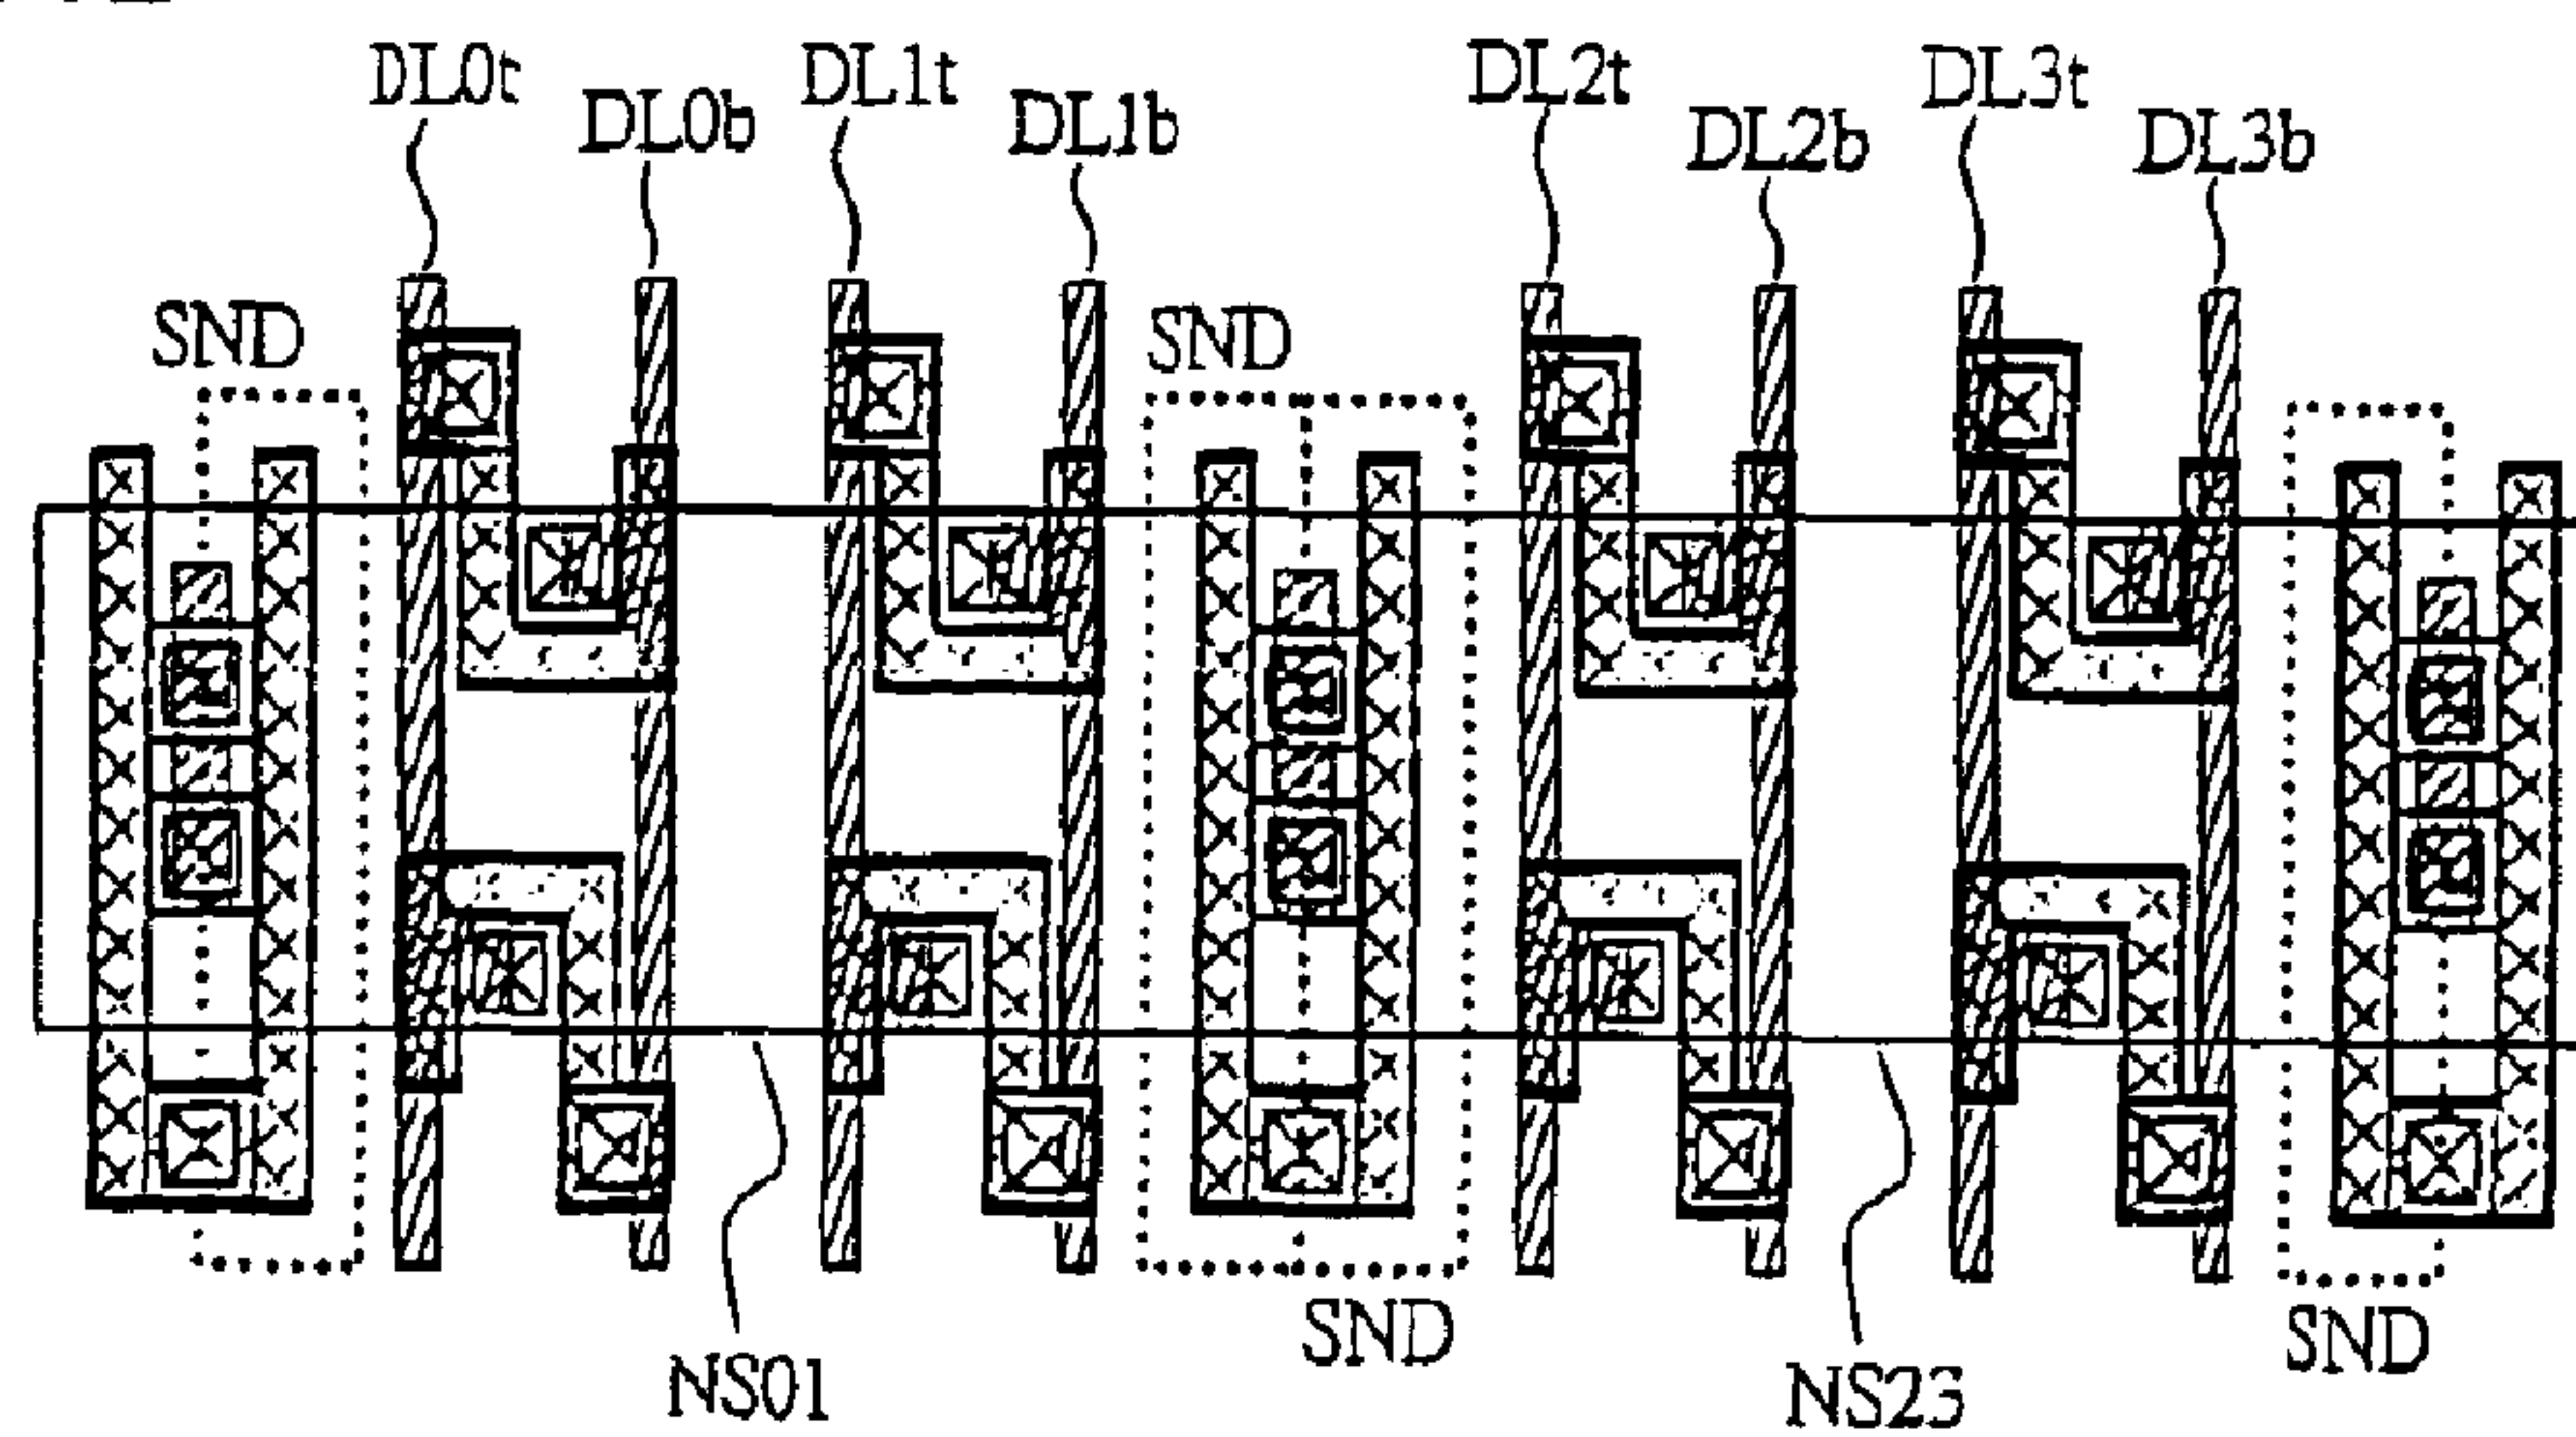 DL0t DL1t DL2t DL3t
DL0b DL1b DL2b DL3b
SND SND
SND SND
NS01 NS23